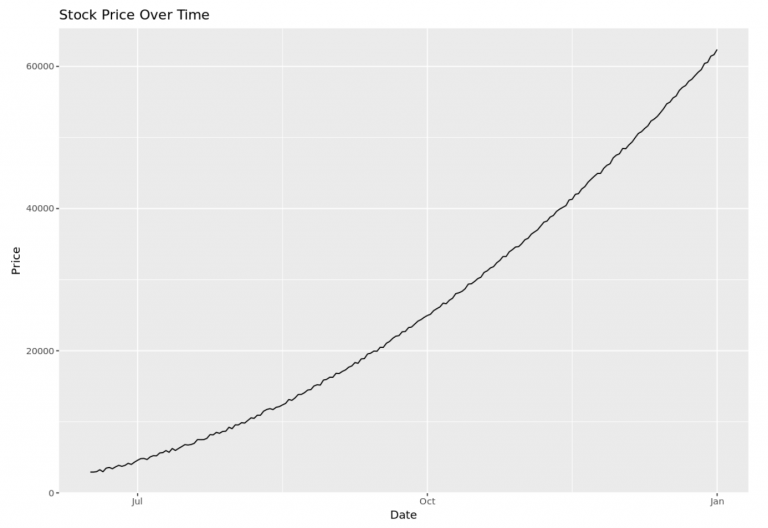 Stock Price Over Time
Price
60000
40000
20000
0
Jul
Oct
Jan
Date